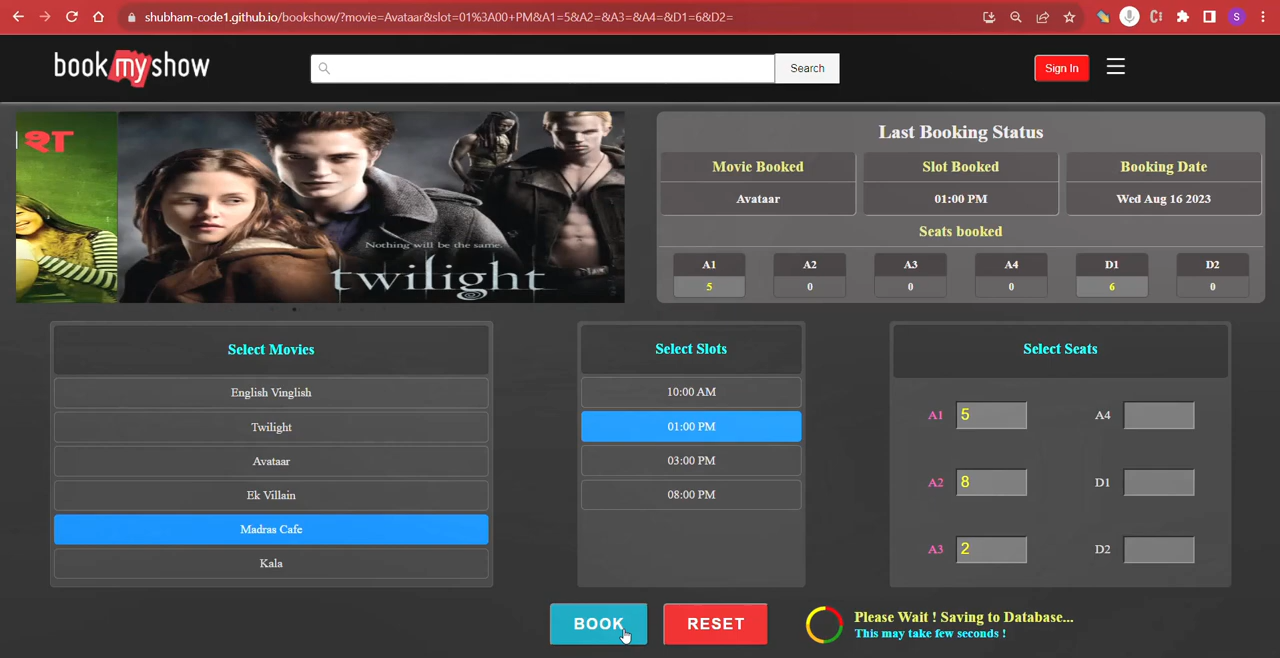 shubham-code1.github.io/bookshow/?movie=Avataar&slot=01%3A00+PM&A1=5&A2=&A3=&A4=&D1=6&D2=
S
bookmyshow
Search
Sign In
श्त
Nothing will be the same.
twilight
Last Booking Status
Movie Booked Slot Booked Booking Date
Avataar 01:00 PM Wed Aug 16 2023
Seats booked
A1 A2 A3 A4 D1 D2
5 0 0 0 6 0
Select Movies
English Vinglish
Twilight
Avataar
Ek Villain
Madras Cafe
Kala
Select Slots
10:00 AM
01:00 PM
03:00 PM
08:00 PM
Select Seats
A1 5 A4
A2 8 D1
A3 2 D2
BOOK RESET
Please Wait ! Saving to Database...
This may take few seconds !